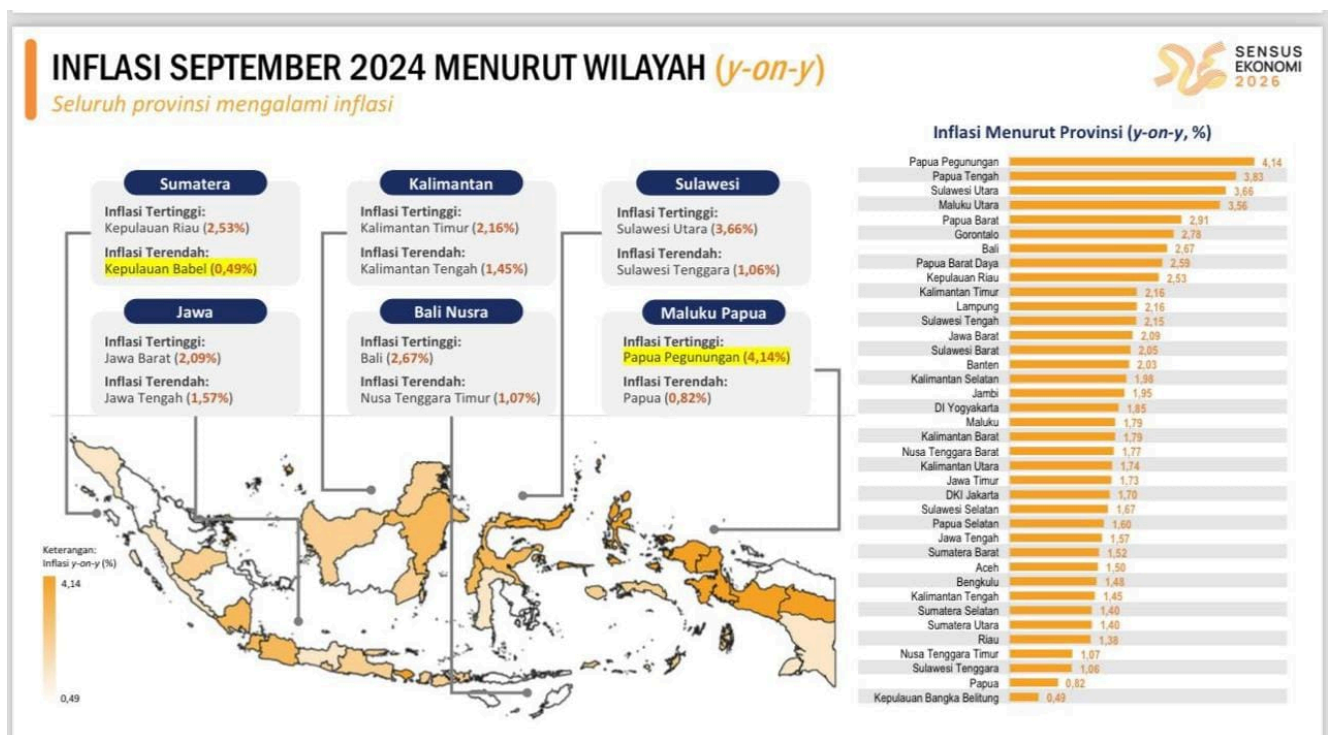 INFLASI SEPTEMBER 2024 MENURUT WILAYAH (y-on-y)
Seluruh provinsi mengalami inflasi
SENSUS
EKONOMI
2026
Sumatera
Inflasi Tertinggi:
Kepulauan Riau (2,53%)
Inflasi Terendah:
Kepulauan Babel (0,49%)
Kalimantan
Inflasi Tertinggi:
Kalimantan Timur (2,16%)
Inflasi Terendah:
Kalimantan Tengah (1,45%)
Sulawesi
Inflasi Tertinggi:
Sulawesi Utara (3,66%)
Inflasi Terendah:
Sulawesi Tenggara (1,06%)
Jawa
Inflasi Tertinggi:
Jawa Barat (2,09%)
Inflasi Terendah:
Jawa Tengah (1,57%)
Bali Nusra
Inflasi Tertinggi:
Bali (2,67%)
Inflasi Terendah:
Nusa Tenggara Timur (1,07%)
Maluku Papua
Inflasi Tertinggi:
Papua Pegunungan (4,14%)
Inflasi Terendah:
Papua (0,82%)
Keterangan:
Inflasi y-on-y (%)
4,14
0,49
Inflasi Menurut Provinsi (y-on-y, %)
Papua Pegunungan 4,14
Papua Tengah 3,83
Sulawesi Utara 3,66
Maluku Utara 3,56
Papua Barat 2,91
Gorontalo 2,78
Bali 2,67
Papua Barat Daya 2,59
Kepulauan Riau 2,53
Kalimantan Timur 2,16
Lampung 2,16
Sulawesi Tengah 2,15
Jawa Barat 2,09
Sulawesi Barat 2,05
Banten 2,03
Kalimantan Selatan 1,98
Jambi 1,95
DI Yogyakarta 1,85
Maluku 1,79
Kalimantan Barat 1,79
Nusa Tenggara Barat 1,77
Kalimantan Utara 1,74
Jawa Timur 1,73
DKI Jakarta 1,70
Sulawesi Selatan 1,67
Papua Selatan 1,60
Jawa Tengah 1,57
Sumatera Barat 1,52
Aceh 1,50
Bengkulu 1,48
Kalimantan Tengah 1,45
Sumatera Selatan 1,40
Sumatera Utara 1,40
Riau 1,38
Nusa Tenggara Timur 1,07
Sulawesi Tenggara 1,06
Papua 0,82
Kepulauan Bangka Belitung 0,49